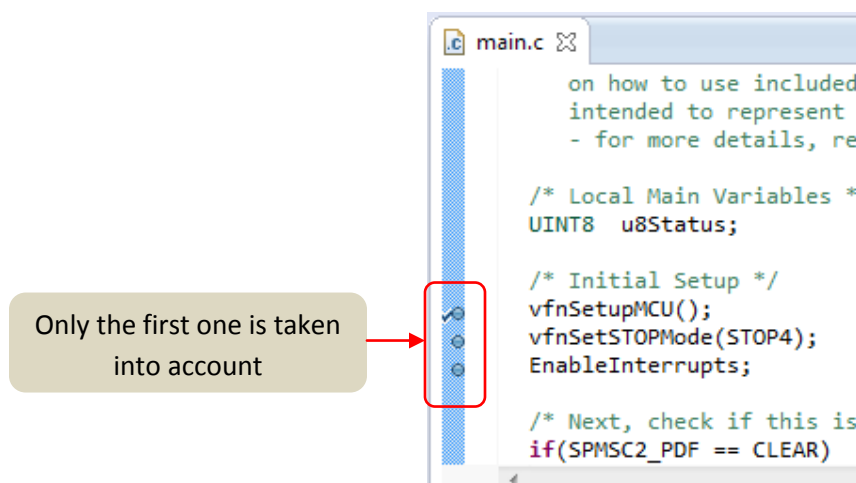 .c main.c
on how to use included
intended to represent
- for more details, re
/* Local Main Variables *
UINT8 u8Status;
/* Initial Setup */
vfnSetupMCU();
vfnSetSTOPMode(STOP4);
EnableInterrupts;
/* Next, check if this is
if(SPMSC2_PDF == CLEAR)
Only the first one is taken
into account